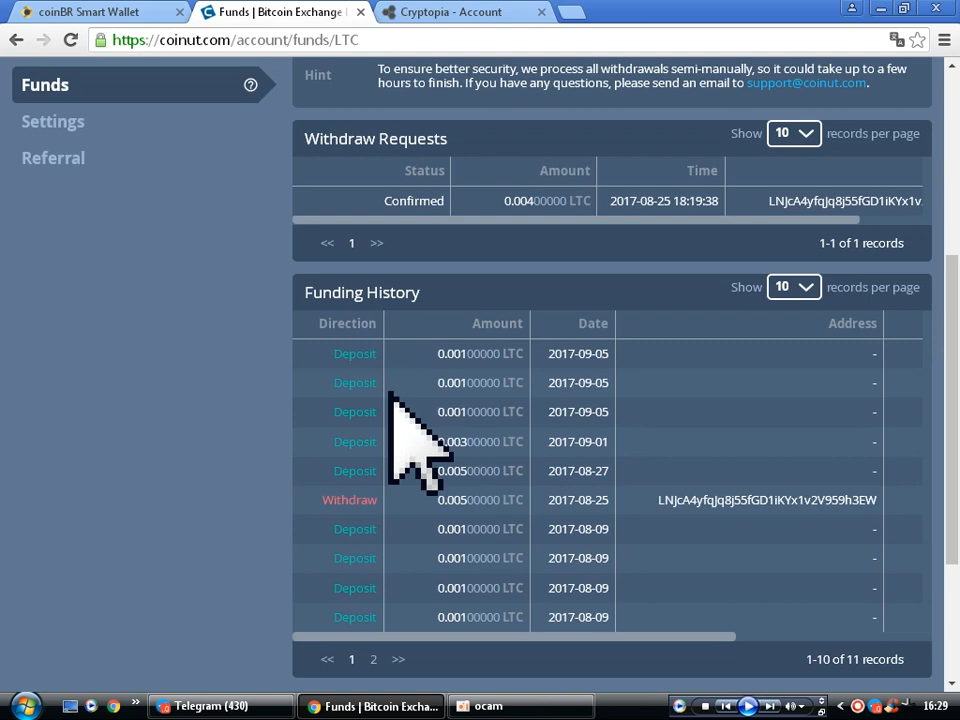 coinBR Smart Wallet
Funds | Bitcoin Exchange
Cryptopia - Account
https://coinut.com/account/funds/LTC
Funds
Settings
Referral
Hint
To ensure better security, we process all withdrawals semi-manually, so it could take up to a few
hours to finish. If you have any questions, please send an email to support@coinut.com.
Withdraw Requests
Show 10 records per page
Status Amount Time
Confirmed 0.00400000 LTC 2017-08-25 18:19:38 LNJcA4yfqJq8j55fGD1iKYx1v
<< 1 >> 1-1 of 1 records
Funding History
Show 10 records per page
Direction Amount Date Address
Deposit 0.00100000 LTC 2017-09-05 -
Deposit 0.00100000 LTC 2017-09-05 -
Deposit 0.00100000 LTC 2017-09-05 -
Deposit 0.00300000 LTC 2017-09-01 -
Deposit 0.00500000 LTC 2017-08-27 -
Withdraw 0.00500000 LTC 2017-08-25 LNJcA4yfqJq8j55fGD1iKYx1v2V959h3EW
Deposit 0.00100000 LTC 2017-08-09 -
Deposit 0.00100000 LTC 2017-08-09 -
Deposit 0.00100000 LTC 2017-08-09 -
Deposit 0.00100000 LTC 2017-08-09 -
<< 1 2 >> 1-10 of 11 records
Telegram (430)
Funds | Bitcoin Exca...
ocam
16:29